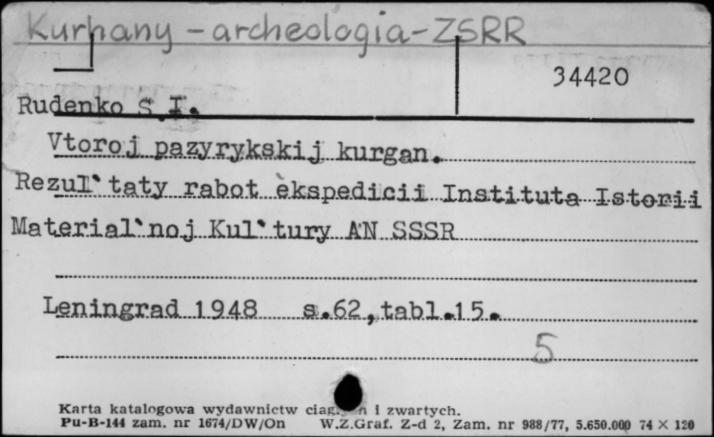 Kurhany - archeologia - ZSRR
34420
Rudenko S.I.
Vtoroj pazyrykskij kurgan.
Rezul`taty rabot èkspedicii Instituta Istorii
Material`noj Kul`tury AN SSSR
Leningrad 1948 s.62,tabl.15.
5
Karta katalogowa wydawnictw i zwartych.
Pu-B-144 zam. nr 1674/DW/On W.Z.Graf. Z-d 2, Zam. nr 988/77, 5.650.000 74 × 120